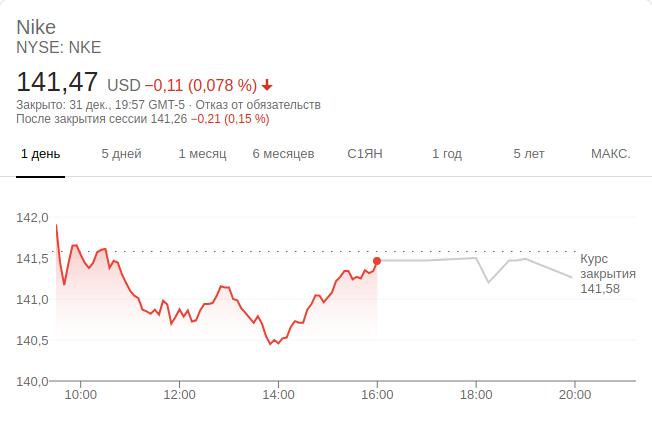 Nike
NYSE: NKE
141,47 USD −0,11 (0,078 %)
Закрыто: 31 дек., 19:57 GMT-5 · Отказ от обязательств
После закрытия сессии 141,26 −0,21 (0,15 %)
1 день 5 дней 1 месяц 6 месяцев С1ЯН 1 год 5 лет МАКС.
142,0
141,5
Курс
закрытия
141,58
141,0
140,5
140,0
10:00 12:00 14:00 16:00 18:00 20:00